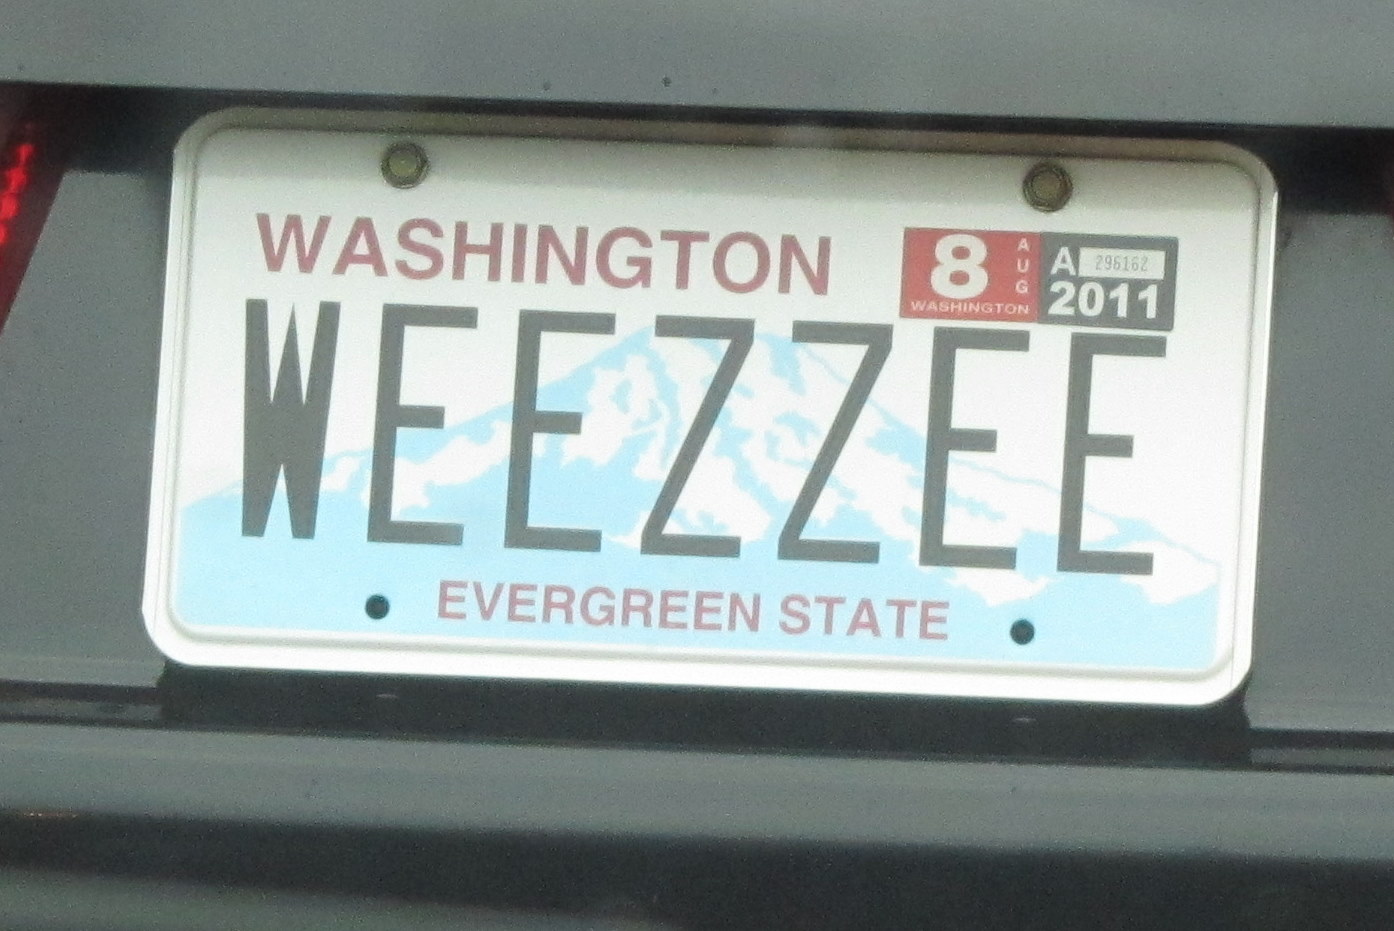 WASHINGTON
8 AUG
WASHINGTON
A 296162
2011
WEEZZEE
EVERGREEN STATE